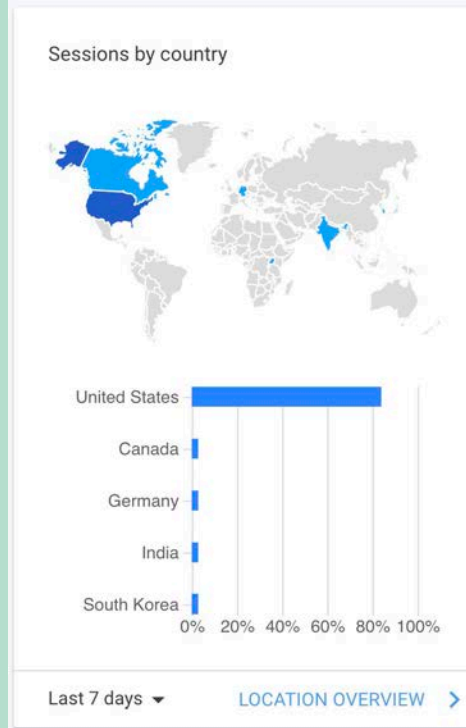 Sessions by country
United States
Canada
Germany
India
South Korea
0% 20% 40% 60% 80% 100%
Last 7 days
LOCATION OVERVIEW